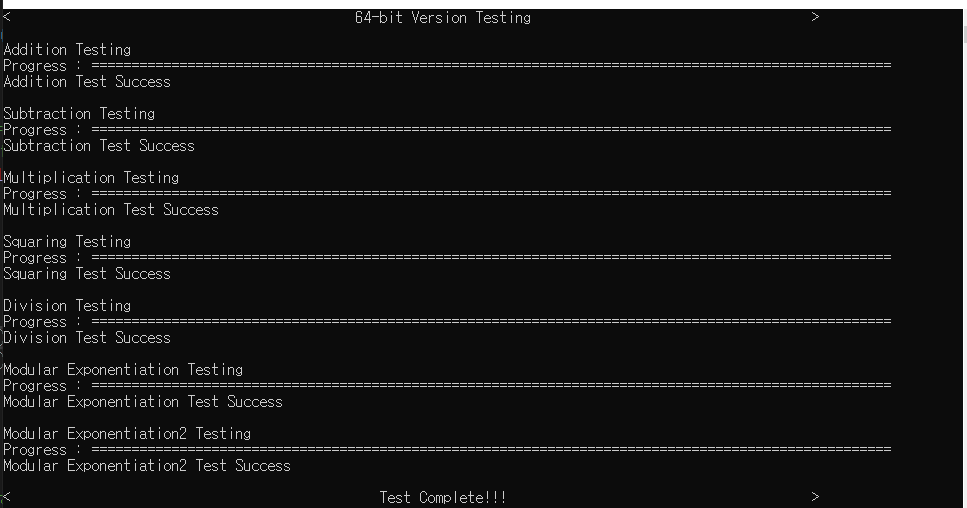 <                                           64-bit Version Testing                                   >
Addition Testing
Progress : ====================================================================================================
Addition Test Success
Subtraction Testing
Progress : ====================================================================================================
Subtraction Test Success
Multiplication Testing
Progress : ====================================================================================================
Multiplication Test Success
Squaring Testing
Progress : ====================================================================================================
Squaring Test Success
Division Testing
Progress : ====================================================================================================
Division Test Success
Modular Exponentiation Testing
Progress : ====================================================================================================
Modular Exponentiation Test Success
Modular Exponentiation2 Testing
Progress : ====================================================================================================
Modular Exponentiation2 Test Success
<                                              Test Complete!!!                                      >